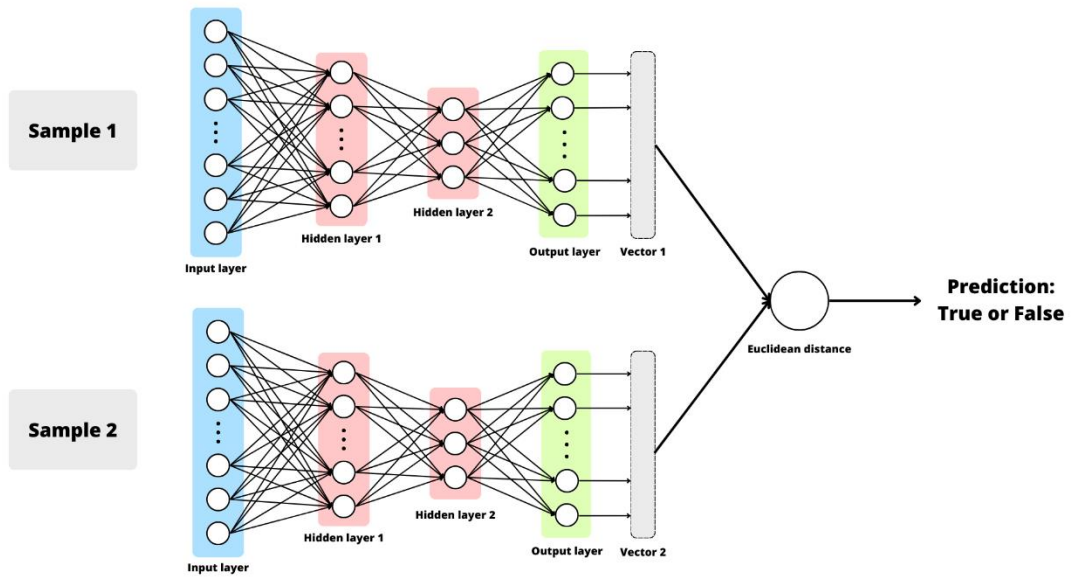 Sample 1
Input layer
Hidden layer 1
Hidden layer 2
Output layer
Vector 1
Euclidean distance
Prediction:
True or False
Sample 2
Input layer
Hidden layer 1
Hidden layer 2
Output layer
Vector 2